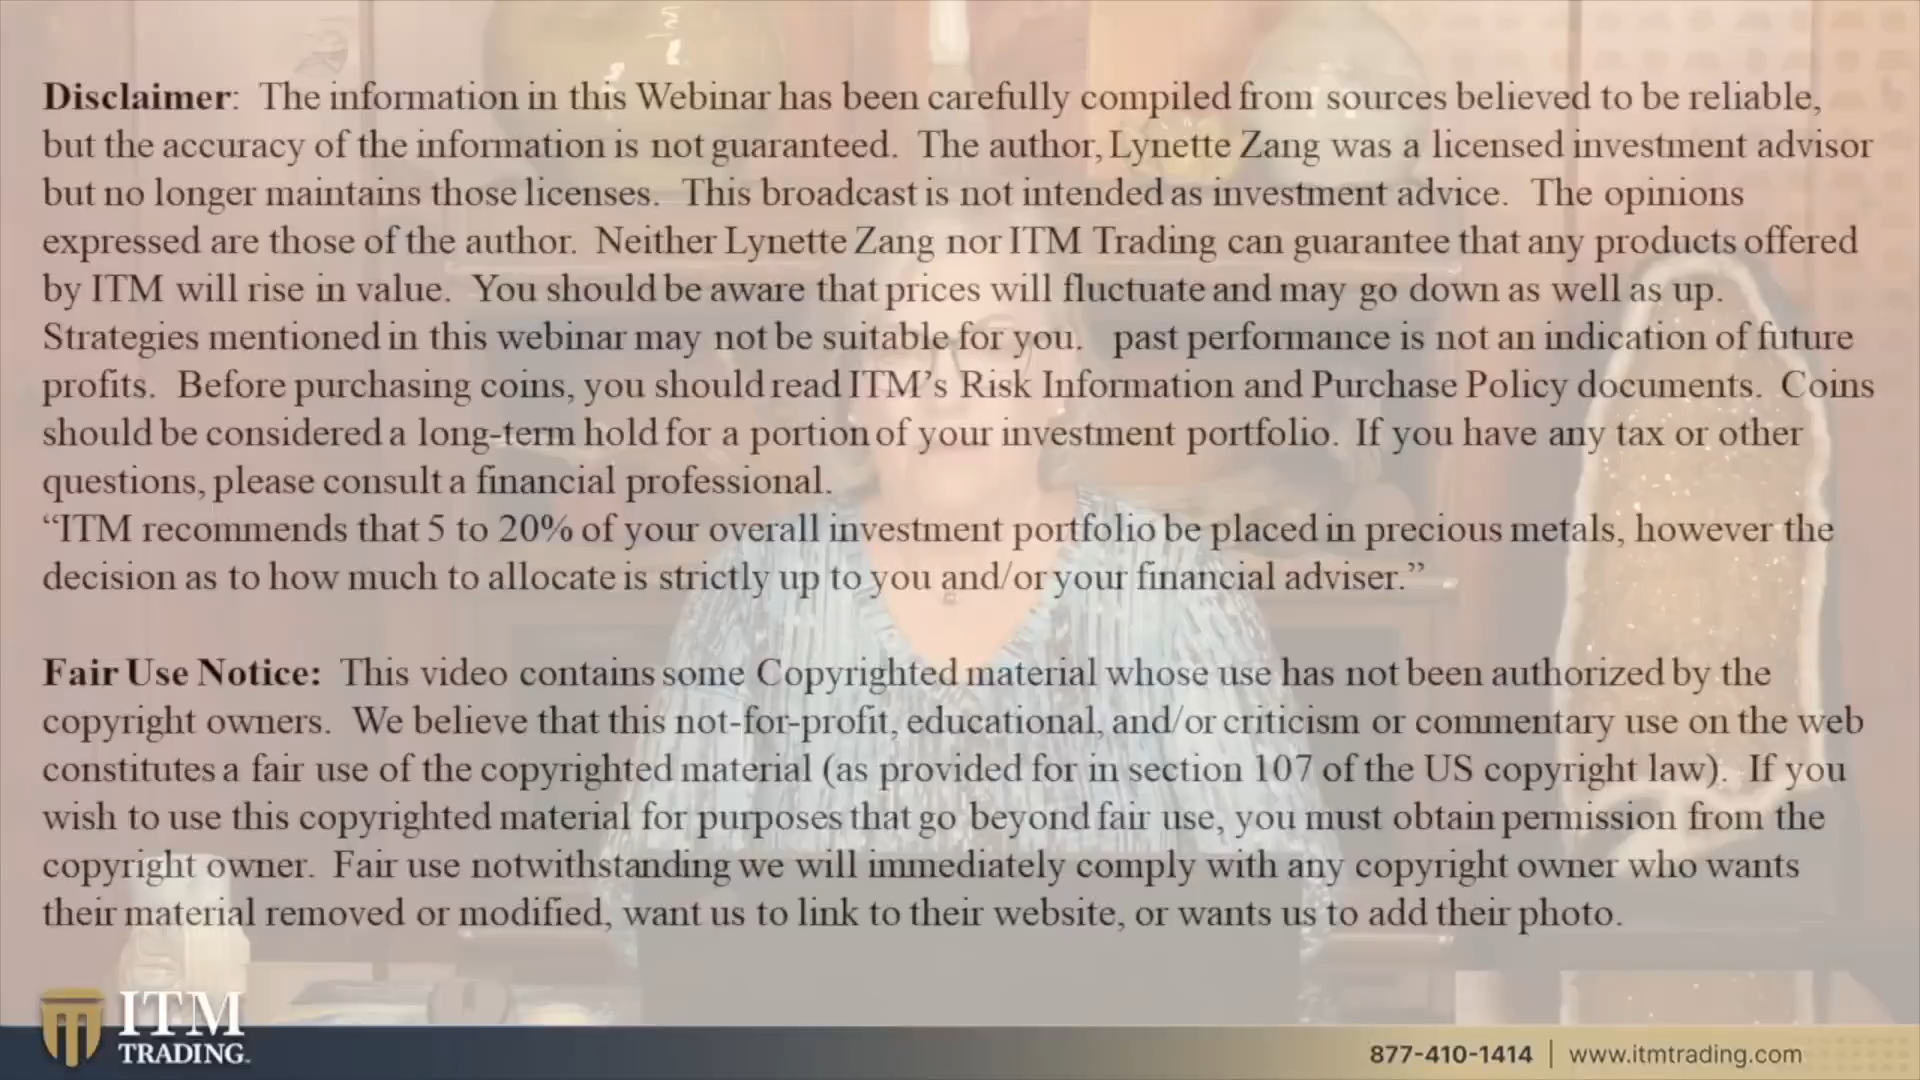 Disclaimer: The information in this Webinar has been carefully compiled from sources believed to be reliable,
but the accuracy of the information is not guaranteed. The author, Lynette Zang was a licensed investment advisor
but no longer maintains those licenses. This broadcast is not intended as investment advice. The opinions
expressed are those of the author. Neither Lynette Zang nor ITM Trading can guarantee that any products offered
by ITM will rise in value. You should be aware that prices will fluctuate and may go down as well as up.
Strategies mentioned in this webinar may not be suitable for you. past performance is not an indication of future
profits. Before purchasing coins, you should read ITM’s Risk Information and Purchase Policy documents. Coins
should be considered a long-term hold for a portion of your investment portfolio. If you have any tax or other
questions, please consult a financial professional.
“ITM recommends that 5 to 20% of your overall investment portfolio be placed in precious metals, however the
decision as to how much to allocate is strictly up to you and/or your financial adviser.”
Fair Use Notice: This video contains some Copyrighted material whose use has not been authorized by the
copyright owners. We believe that this not-for-profit, educational, and/or criticism or commentary use on the web
constitutes a fair use of the copyrighted material (as provided for in section 107 of the US copyright law). If you
wish to use this copyrighted material for purposes that go beyond fair use, you must obtain permission from the
copyright owner. Fair use notwithstanding we will immediately comply with any copyright owner who wants
their material removed or modified, want us to link to their website, or wants us to add their photo.
ITM
TRADING.
877-410-1414 | www.itmtrading.com